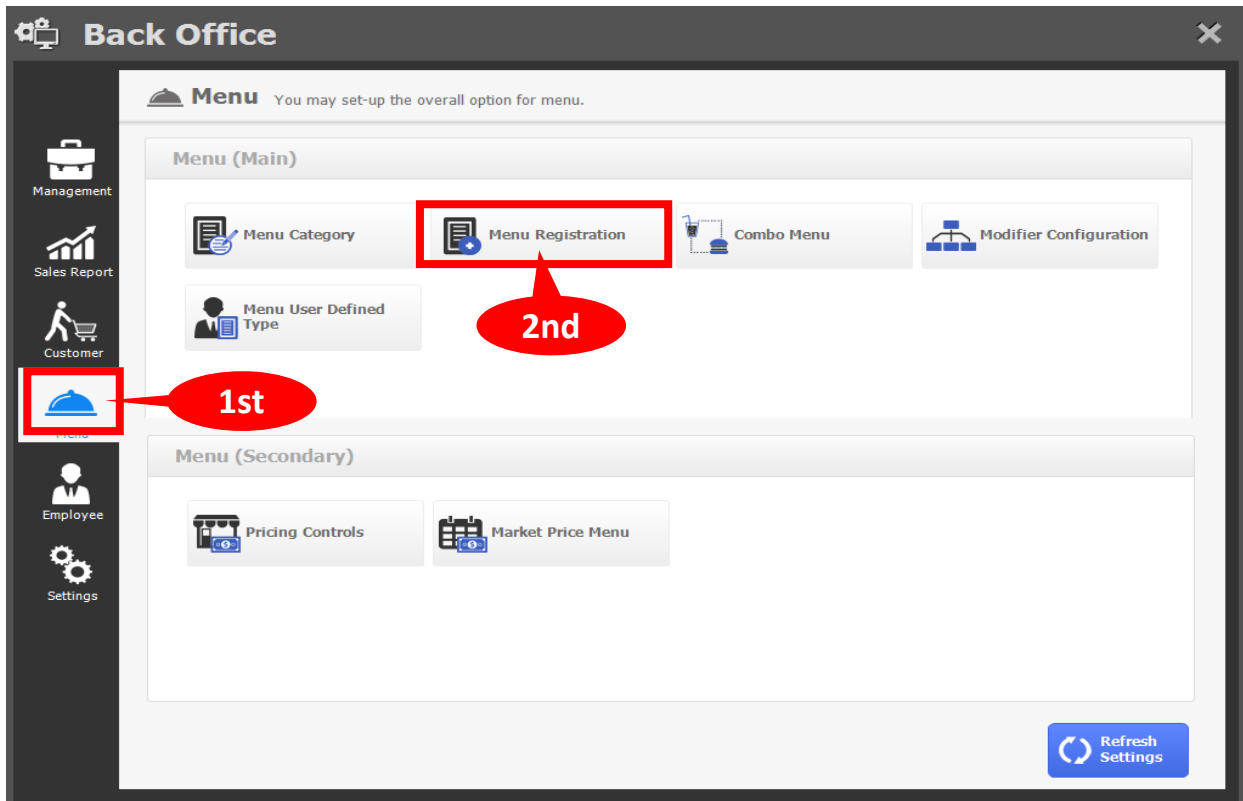 Back Office
Menu You may set-up the overall option for menu.
Management
Sales Report
Customer
Menu
Employee
Settings
Menu (Main)
Menu Category
Menu Registration
Combo Menu
Modifier Configuration
Menu User Defined
Type
2nd
1st
Menu (Secondary)
Pricing Controls
Market Price Menu
Refresh
Settings